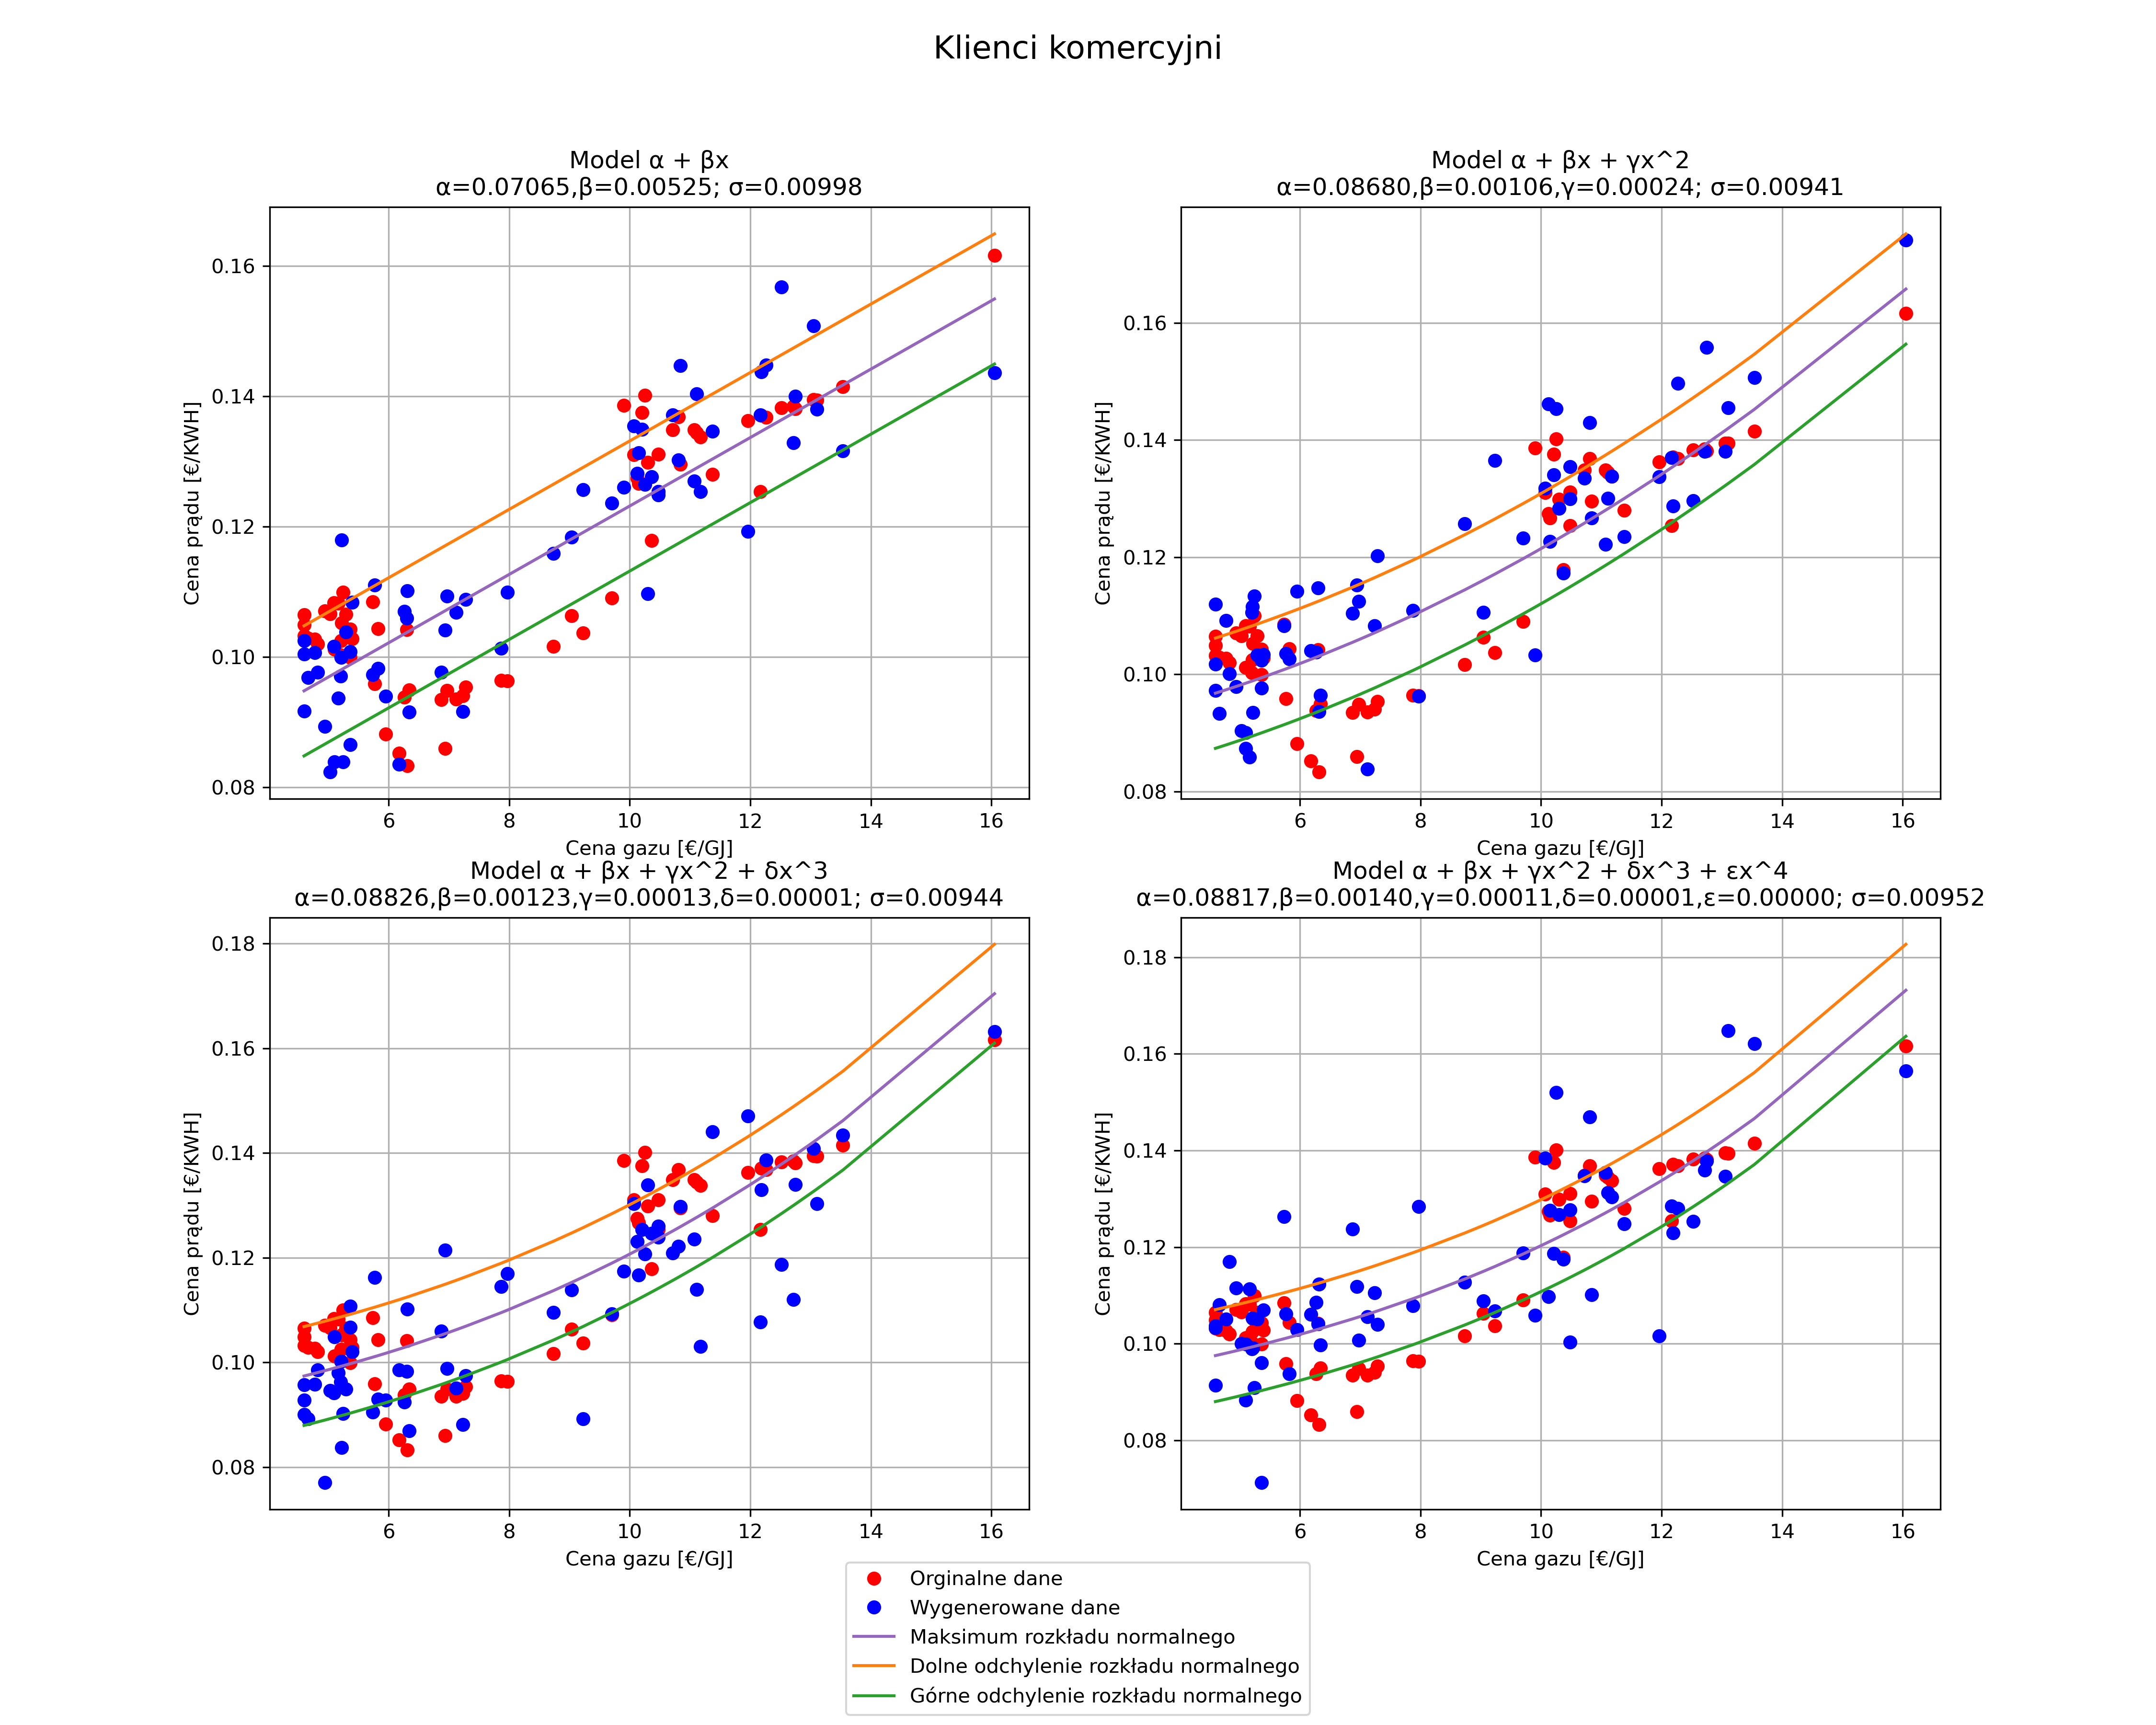 Klienci komercyjni
Model α + βx
α=0.07065,β=0.00525; σ=0.00998
0.16
0.14
0.12
0.10
0.08
Cena prądu [€/KWH]
6 8 10 12 14 16
Cena gazu [€/GJ]
Model α + βx + γx^2
α=0.08680,β=0.00106,γ=0.00024; σ=0.00941
0.16
0.14
0.12
0.10
0.08
Cena prądu [€/KWH]
6 8 10 12 14 16
Cena gazu [€/GJ]
Model α + βx + γx^2 + δx^3
α=0.08826,β=0.00123,γ=0.00013,δ=0.00001; σ=0.00944
0.18
0.16
0.14
0.12
0.10
0.08
Cena prądu [€/KWH]
6 8 10 12 14 16
Cena gazu [€/GJ]
Model α + βx + γx^2 + δx^3 + εx^4
α=0.08817,β=0.00140,γ=0.00011,δ=0.00001,ε=0.00000; σ=0.00952
0.18
0.16
0.14
0.12
0.10
0.08
Cena prądu [€/KWH]
6 8 10 12 14 16
Cena gazu [€/GJ]
Orginalne dane
Wygenerowane dane
Maksimum rozkładu normalnego
Dolne odchylenie rozkładu normalnego
Górne odchylenie rozkładu normalnego